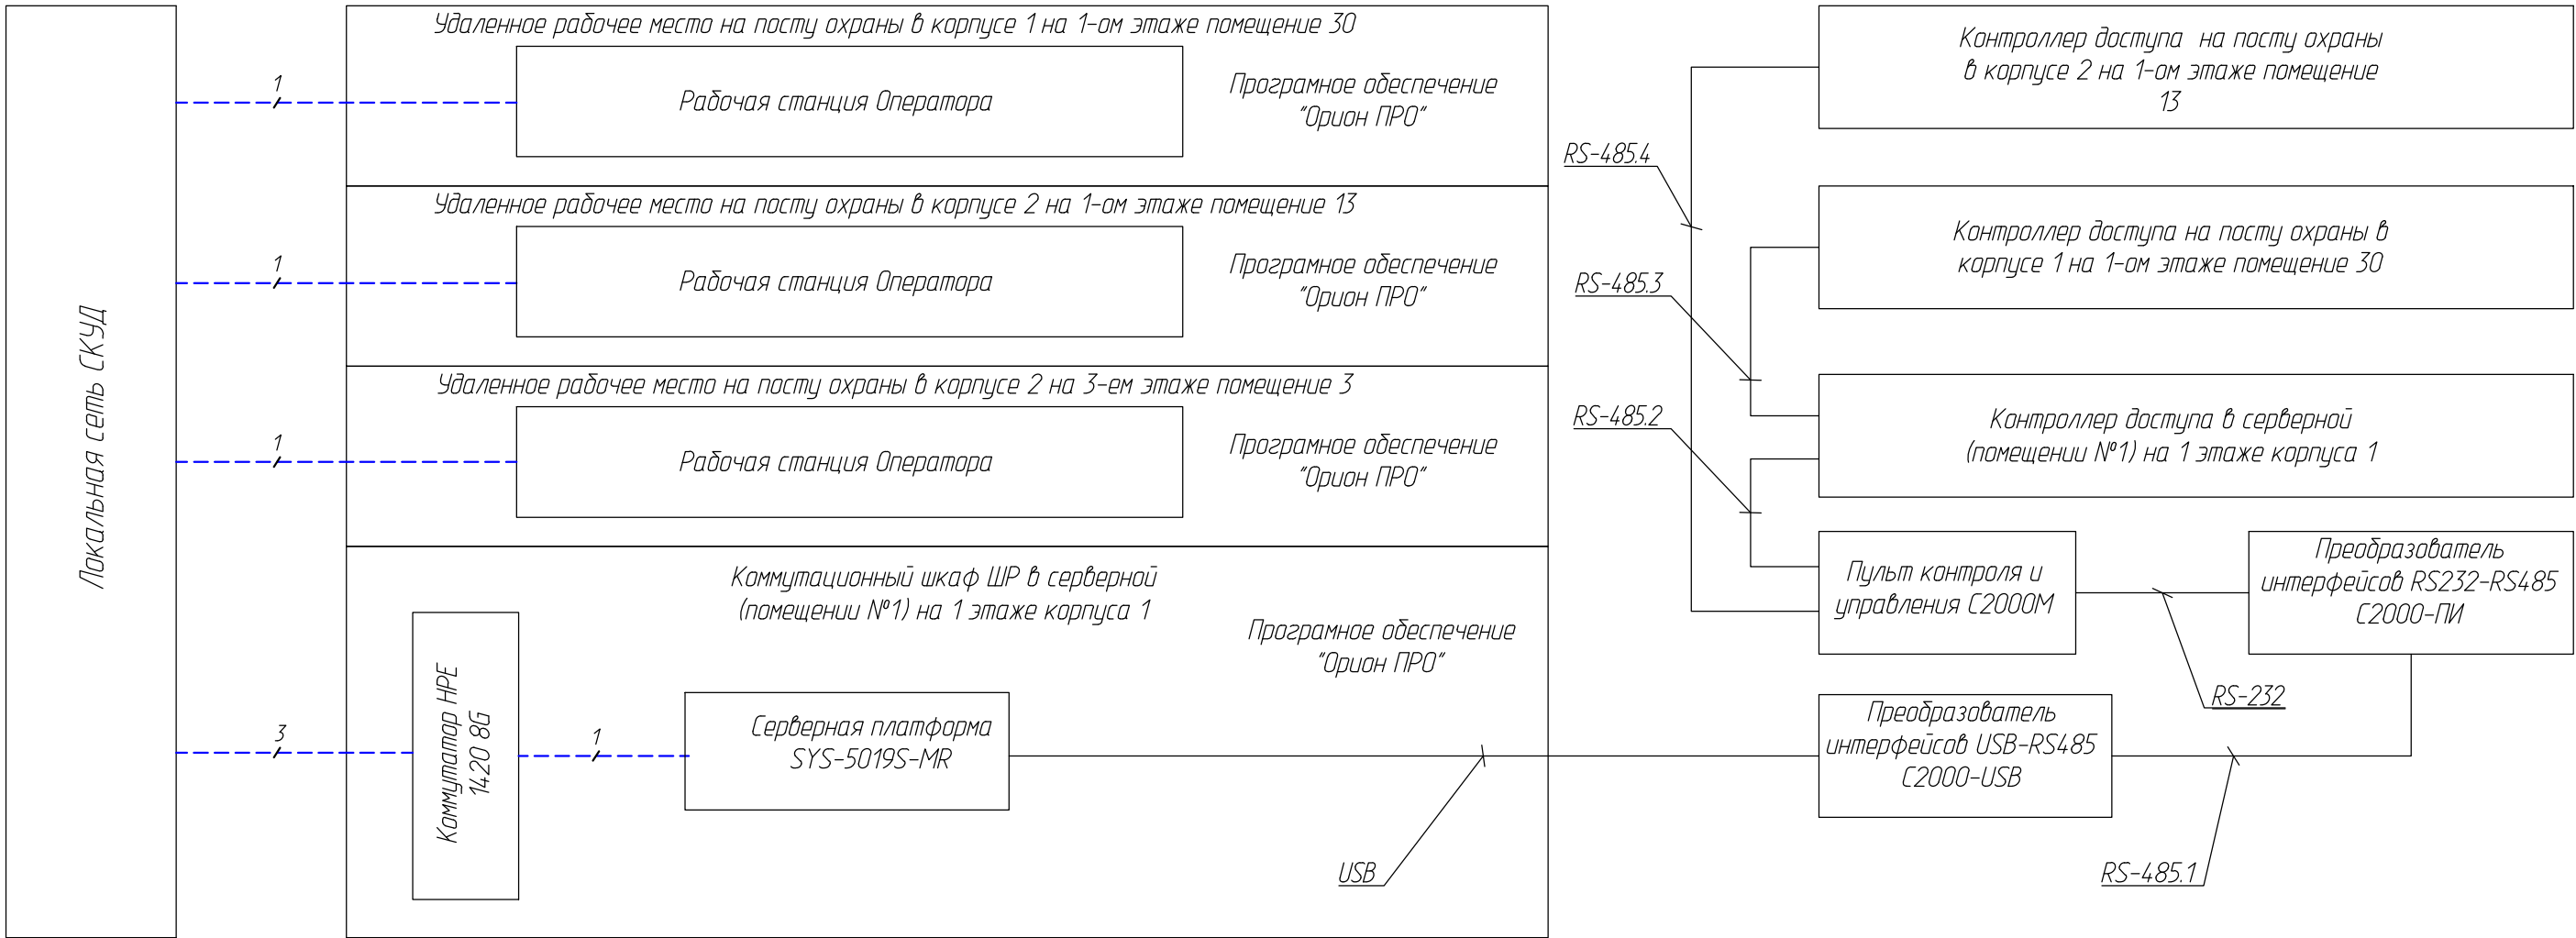 Локальная сеть СКУД
1
1
1
3
Удаленное рабочее место на посту охраны в корпусе 1 на 1-ом этаже помещение 30
Рабочая станция Оператора
Програмное обеспечение
"Орион ПРО"
Удаленное рабочее место на посту охраны в корпусе 2 на 1-ом этаже помещение 13
Рабочая станция Оператора
Програмное обеспечение
"Орион ПРО"
Удаленное рабочее место на посту охраны в корпусе 2 на 3-ем этаже помещение 3
Рабочая станция Оператора
Програмное обеспечение
"Орион ПРО"
Коммутационный шкаф ШР в серверной
(помещении №1) на 1 этаже корпуса 1
Програмное обеспечение
"Орион ПРО"
Коммутатор HPE
1420 8G
1
Серверная платформа
SYS-5019S-MR
USB
RS-485.4
RS-485.3
RS-485.2
Контроллер доступа на посту охраны
в корпусе 2 на 1-ом этаже помещение
13
Контроллер доступа на посту охраны в
корпусе 1 на 1-ом этаже помещение 30
Контроллер доступа в серверной
(помещении №1) на 1 этаже корпуса 1
Пульт контроля и
управления С2000М
Преобразователь
интерфейсов RS232-RS485
С2000-ПИ
RS-232
Преобразователь
интерфейсов USB-RS485
С2000-USB
RS-485.1